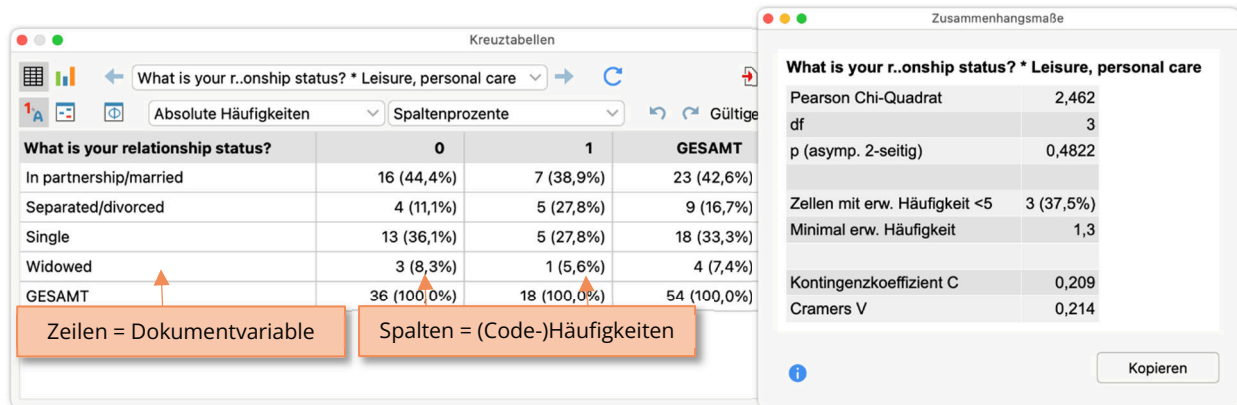 Kreuztabellen
What is your r..onship status? * Leisure, personal care
Absolute Häufigkeiten Spaltenprozente Gültige
What is your relationship status? 0 1 GESAMT
In partnership/married 16 (44,4%) 7 (38,9%) 23 (42,6%)
Separated/divorced 4 (11,1%) 5 (27,8%) 9 (16,7%)
Single 13 (36,1%) 5 (27,8%) 18 (33,3%)
Widowed 3 (8,3%) 1 (5,6%) 4 (7,4%)
GESAMT 36 (100,0%) 18 (100,0%) 54 (100,0%)
Zeilen = Dokumentvariable
Spalten = (Code-)Häufigkeiten
Zusammenhangsmaße
What is your r..onship status? * Leisure, personal care
Pearson Chi-Quadrat 2,462
df 3
p (asymp. 2-seitig) 0,4822
Zellen mit erw. Häufigkeit <5 3 (37,5%)
Minimal erw. Häufigkeit 1,3
Kontingenzkoeffizient C 0,209
Cramers V 0,214
Kopieren